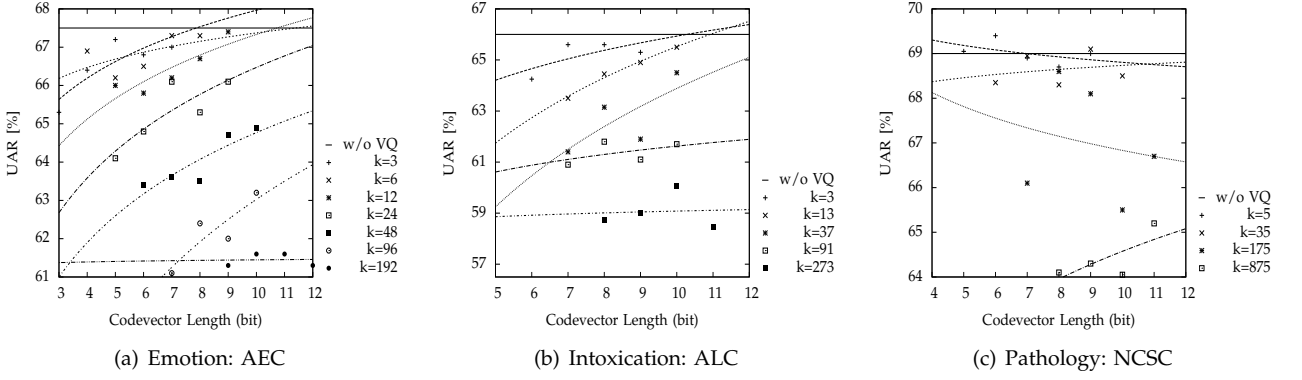 68
67
66
65
64
63
62
61
UAR [%]
3 4 5 6 7 8 9 10 11 12
Codevector Length (bit)
w/o VQ
k=3
k=6
k=12
k=24
k=48
k=96
k=192
(a) Emotion: AEC
67
65
63
61
59
57
UAR [%]
5 6 7 8 9 10 11 12
Codevector Length (bit)
w/o VQ
k=3
k=13
k=37
k=91
k=273
(b) Intoxication: ALC
70
69
68
67
66
65
64
UAR [%]
4 5 6 7 8 9 10 11 12
Codevector Length (bit)
w/o VQ
k=5
k=35
k=175
k=875
(c) Pathology: NCSC